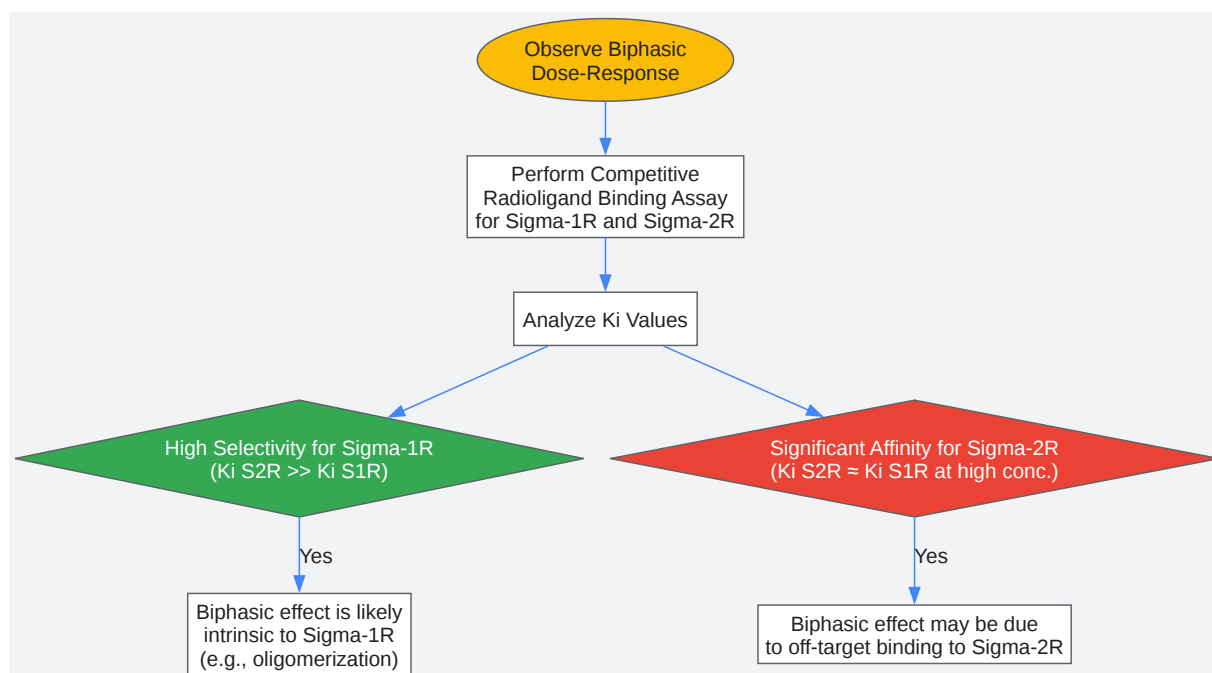 Observe Biphasic
Dose-Response
Perform Competitive
Radioligand Binding Assay
for Sigma-1R and Sigma-2R
Analyze Ki Values
High Selectivity for Sigma-1R
(Ki S2R >> Ki S1R)
Significant Affinity for Sigma-2R
(Ki S2R ≈ Ki S1R at high conc.)
Yes
Yes
Biphasic effect is likely
intrinsic to Sigma-1R
(e.g., oligomerization)
Biphasic effect may be due
to off-target binding to Sigma-2R